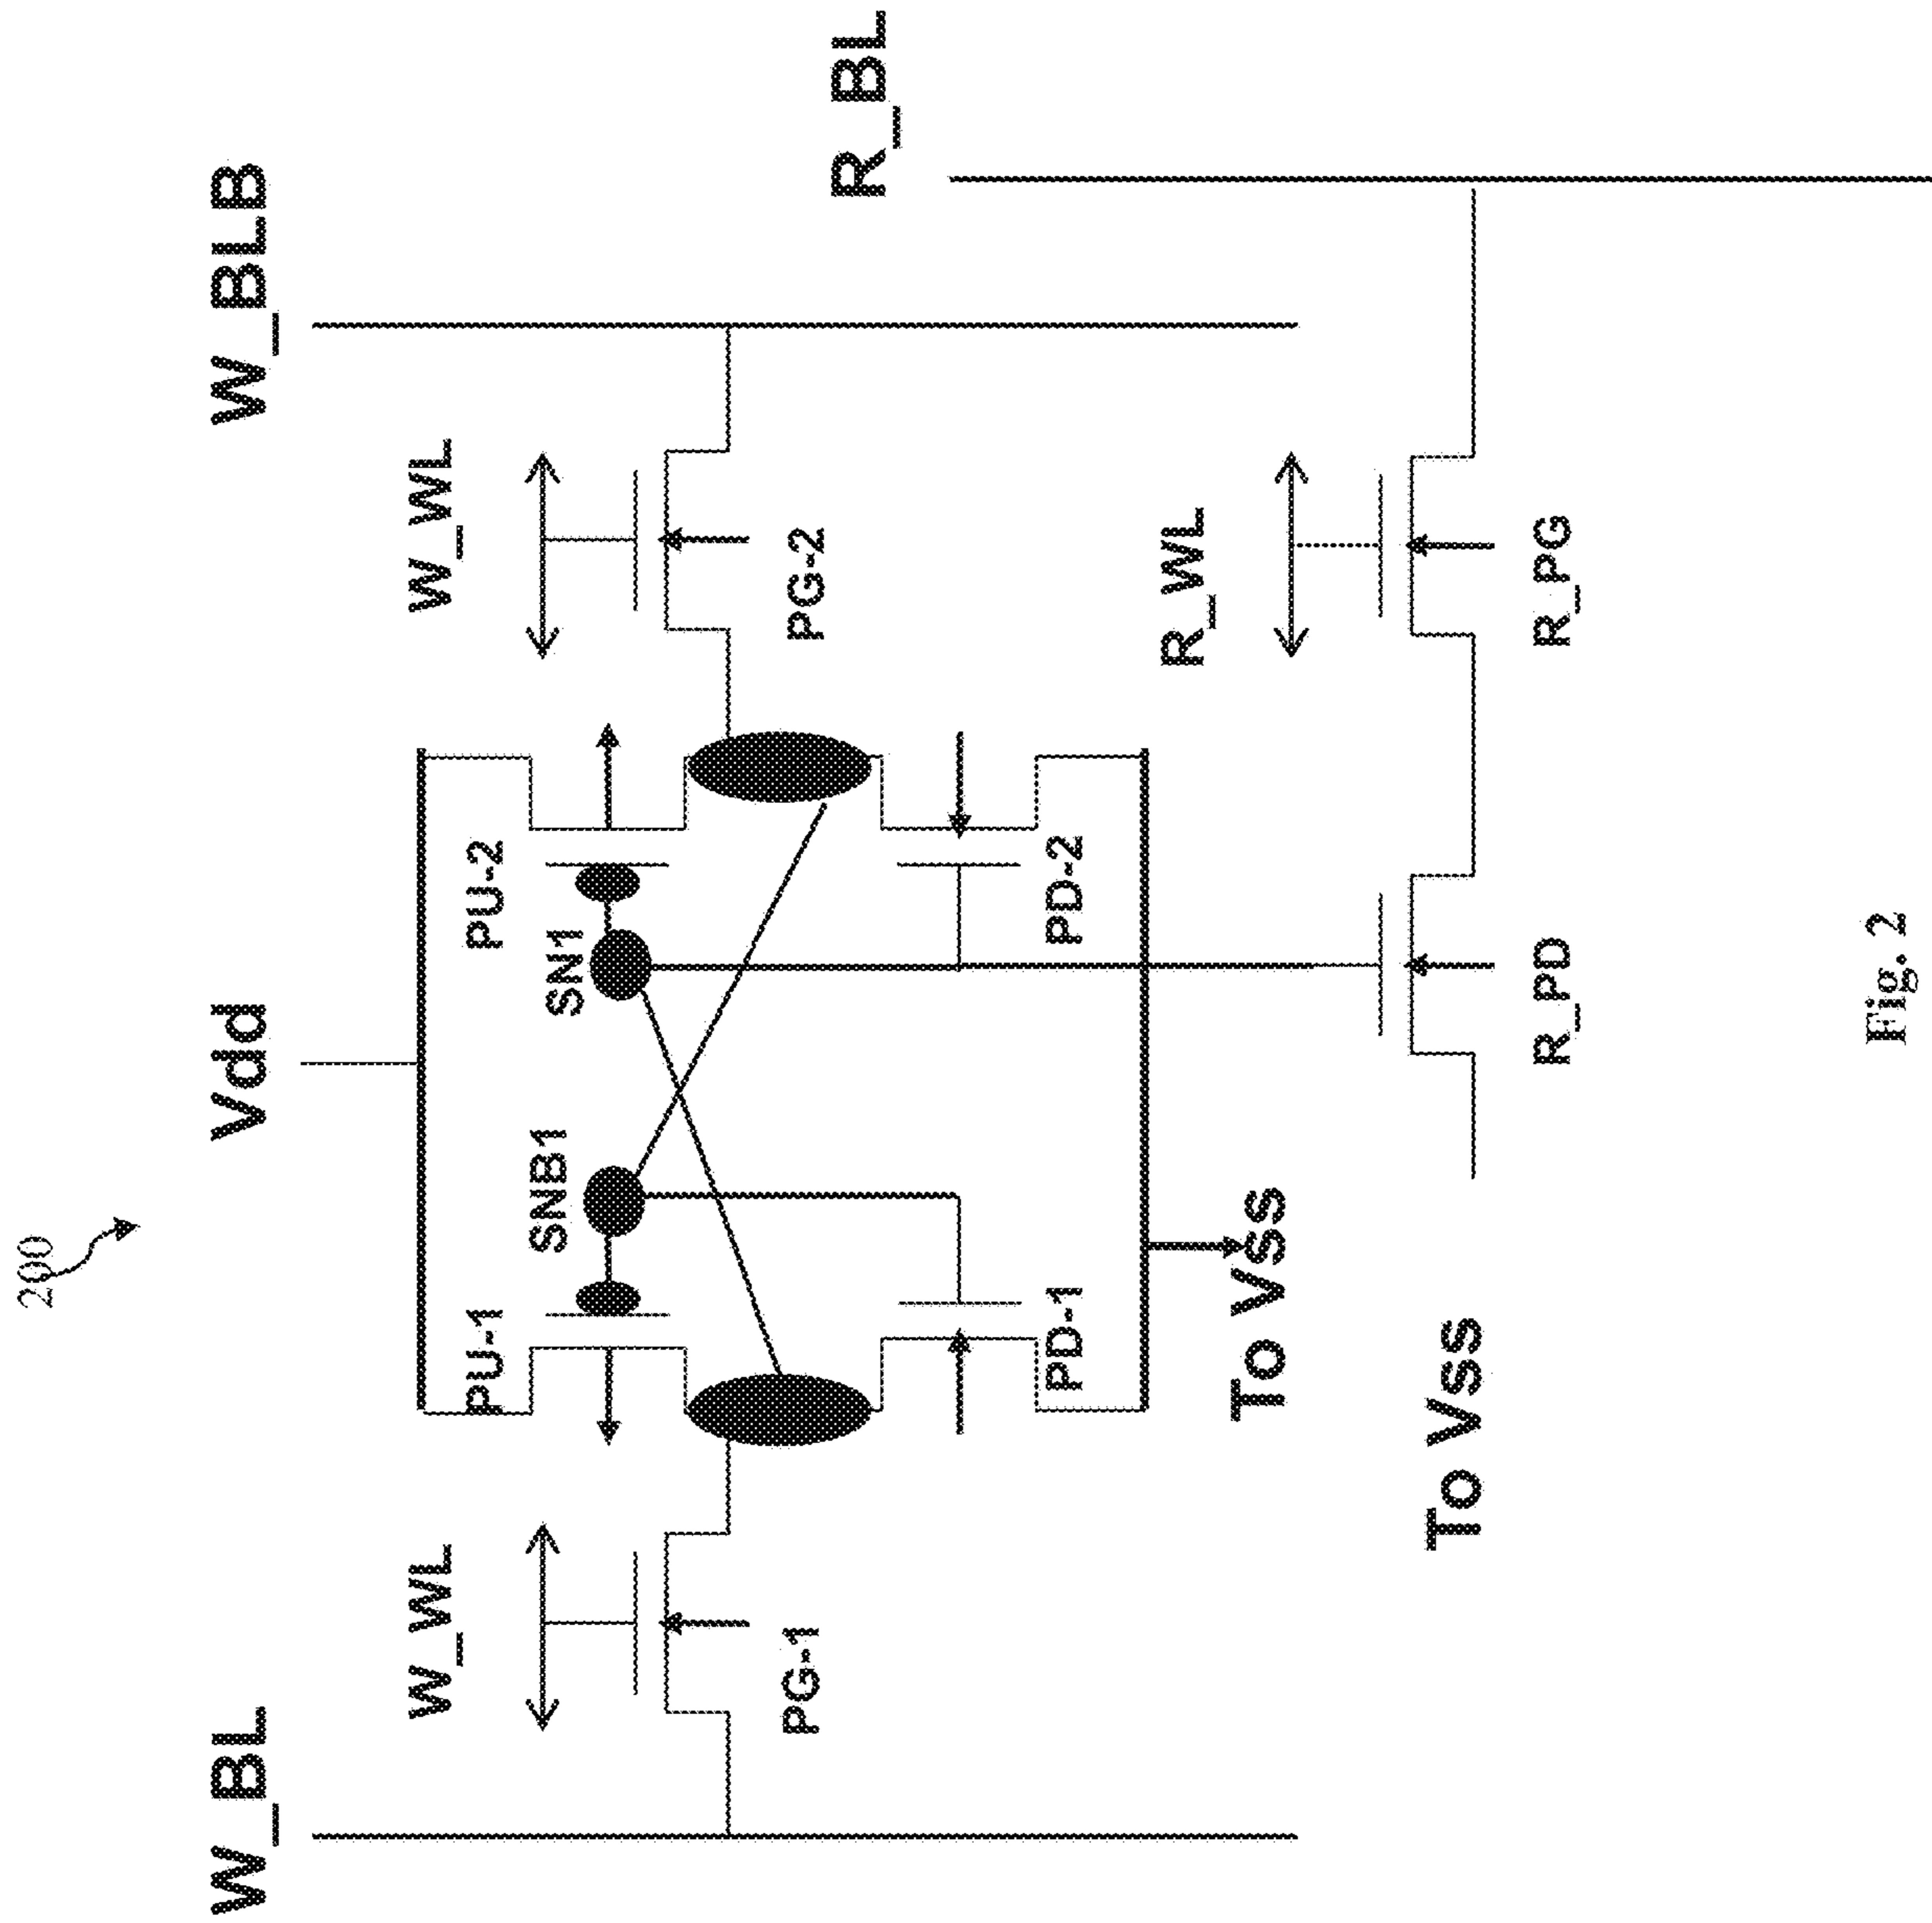 200
W_BL
Vdd
W_BLB
W_WL
W_WL
PU-1
PU-2
SNB1
SN1
PG-1
PG-2
R_BL
PD-1
PD-2
R_WL
To Vss
To Vss
R_PD
R_PG
Fig. 2